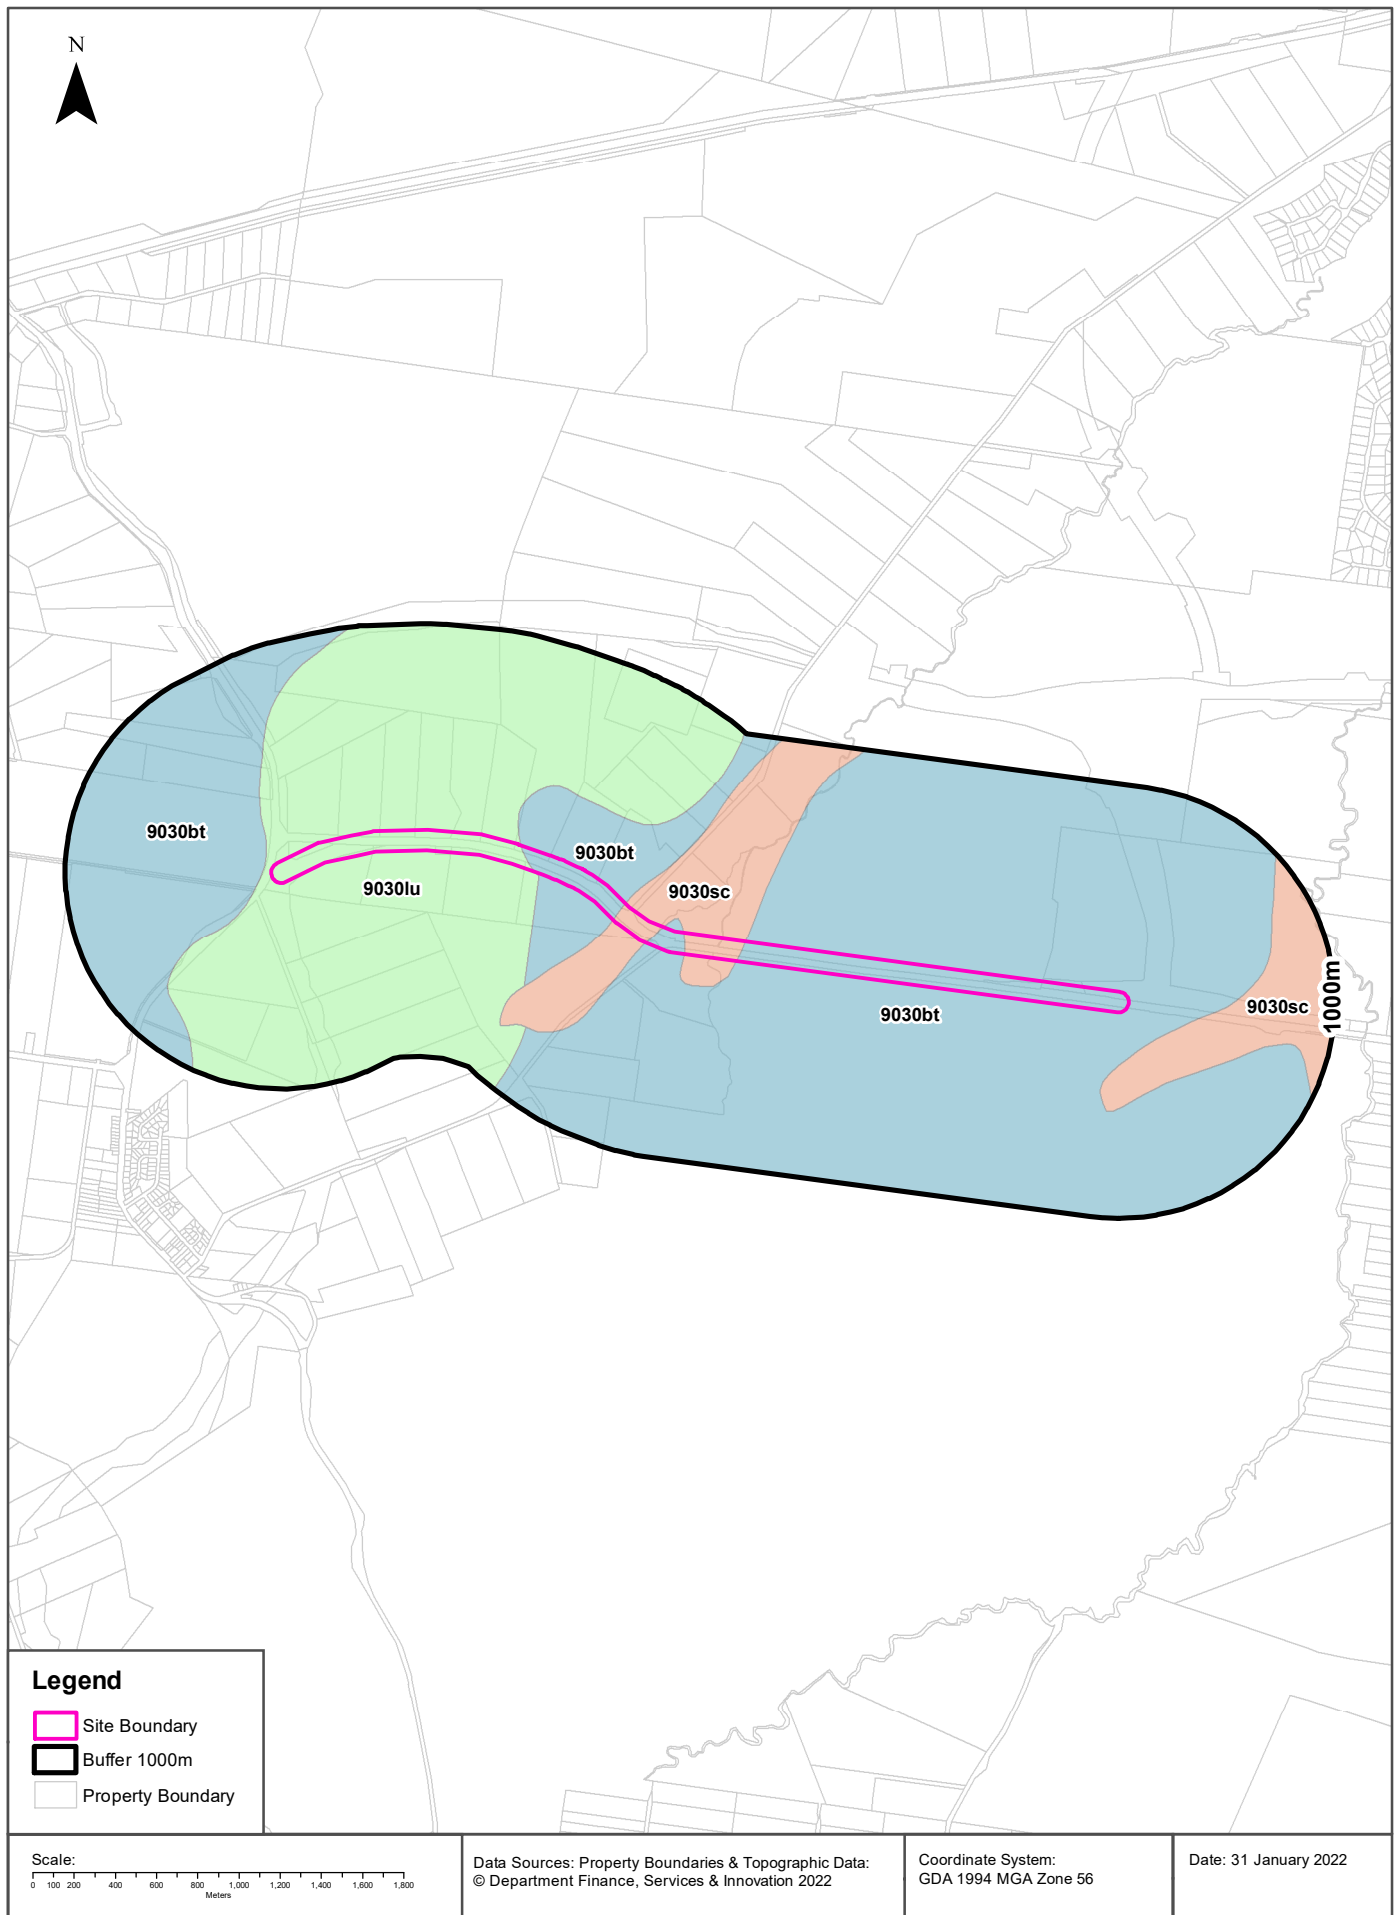 N
9030bt
9030bt
9030lu
9030sc
9030bt
9030sc
1000m
Legend
Site Boundary
Buffer 1000m
Property Boundary
Scale:
0 100 200 400 600 800 1,000 1,200 1,400 1,600 1,800
Meters
Data Sources: Property Boundaries & Topographic Data:
© Department Finance, Services & Innovation 2022
Coordinate System:
GDA 1994 MGA Zone 56
Date: 31 January 2022